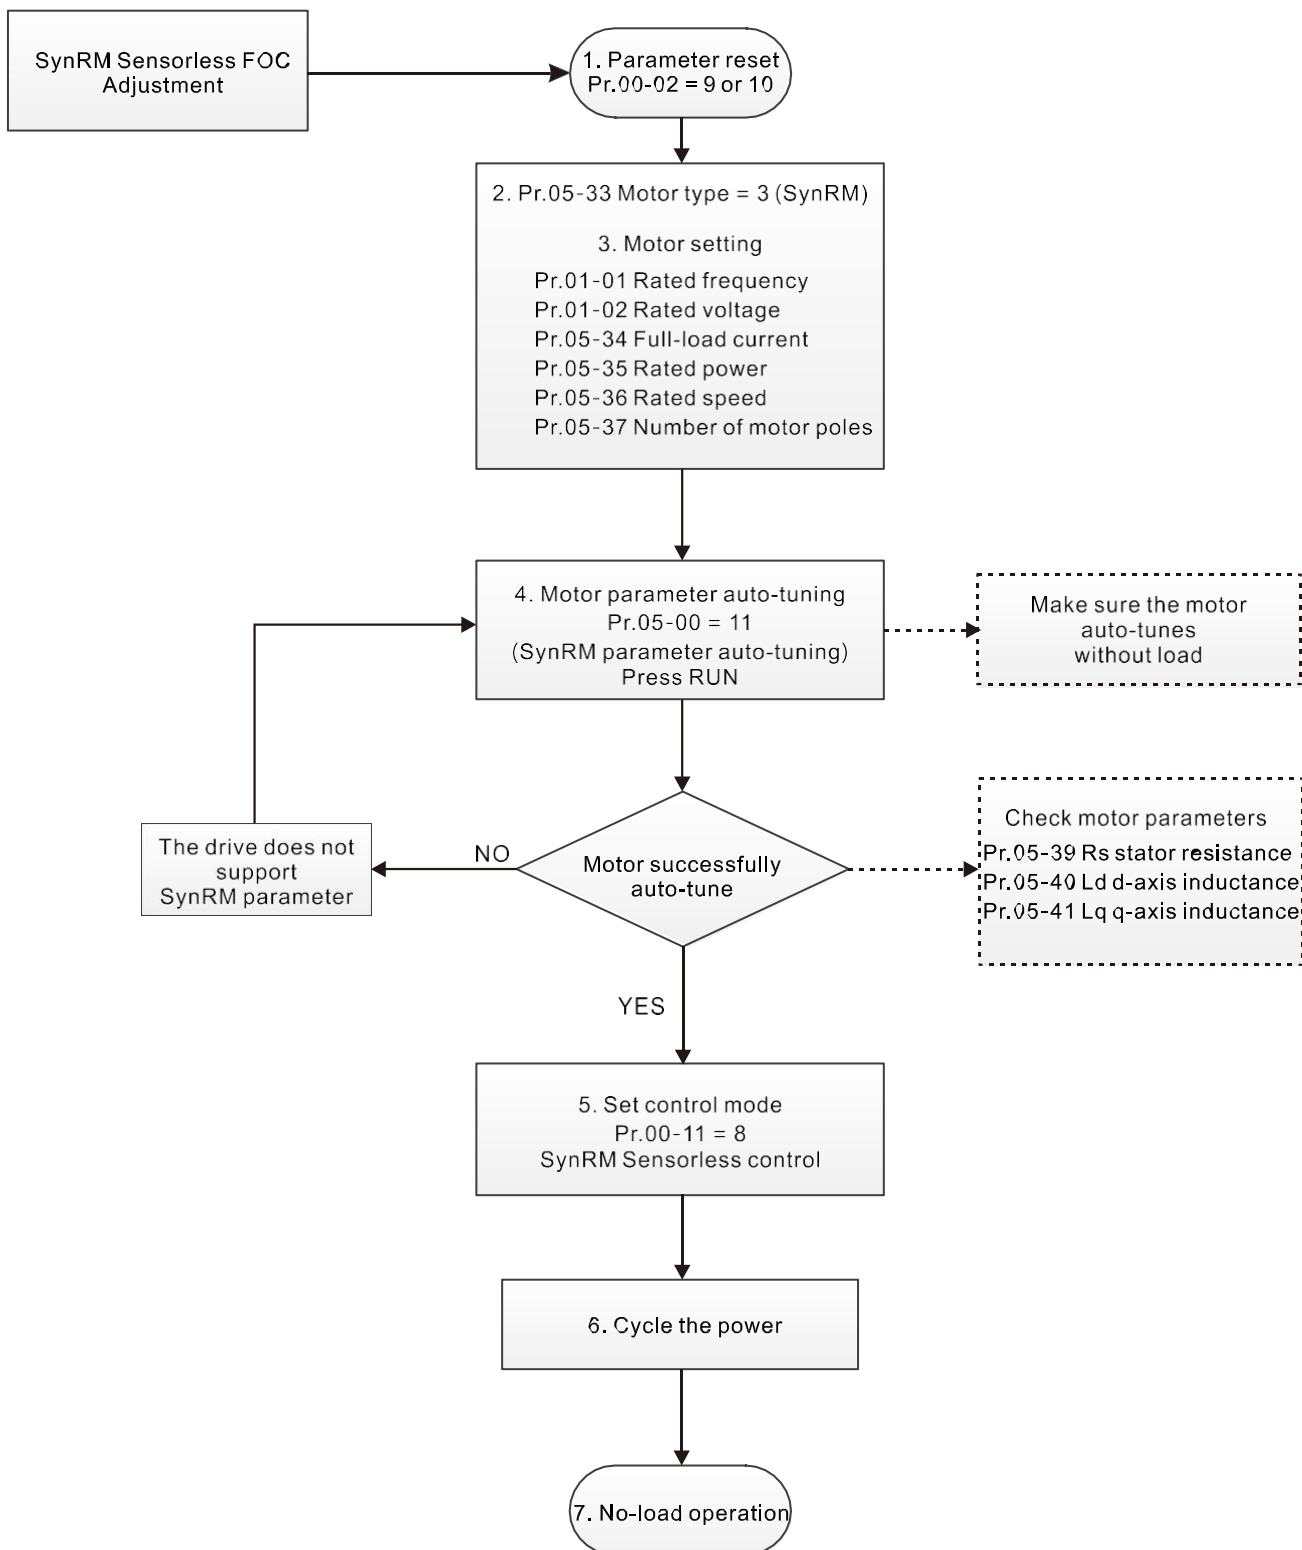 SynRM Sensorless FOC
Adjustment
1. Parameter reset
Pr.00-02 = 9 or 10
2. Pr.05-33 Motor type = 3 (SynRM)
3. Motor setting
Pr.01-01 Rated frequency
Pr.01-02 Rated voltage
Pr.05-34 Full-load current
Pr.05-35 Rated power
Pr.05-36 Rated speed
Pr.05-37 Number of motor poles
4. Motor parameter auto-tuning
Pr.05-00 = 11
(SynRM parameter auto-tuning)
Press RUN
Make sure the motor
auto-tunes
without load
The drive does not
support
SynRM parameter
NO
Motor successfully
auto-tune
Check motor parameters
Pr.05-39 Rs stator resistance
Pr.05-40 Ld d-axis inductance
Pr.05-41 Lq q-axis inductance
YES
5. Set control mode
Pr.00-11 = 8
SynRM Sensorless control
6. Cycle the power
7. No-load operation